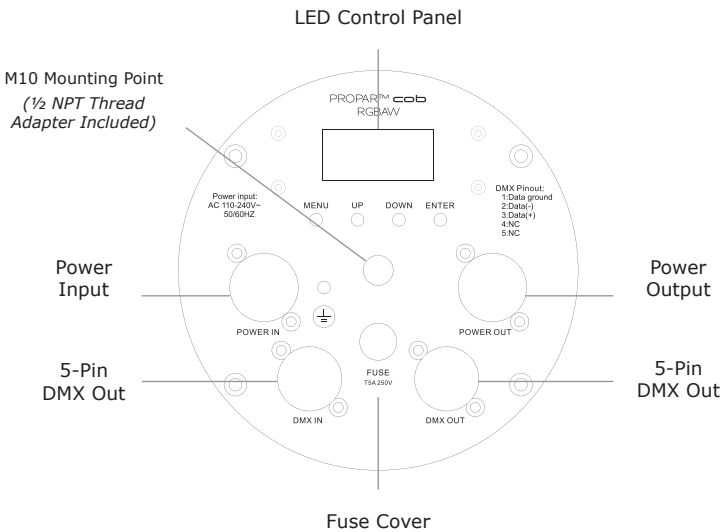 LED Control Panel
M10 Mounting Point
(½ NPT Thread
Adapter Included)
PROPAR™ cob
RGBAW
Power input:
AC 110-240V~
50/60HZ
MENU UP DOWN ENTER
DMX Pinout:
1:Data ground
2:Data(-)
3:Data(+)
4:NC
5:NC
Power
Input
Power
Output
POWER IN
POWER OUT
5-Pin
DMX Out
5-Pin
DMX Out
FUSE
T5A 250V
DMX IN
DMX OUT
Fuse Cover